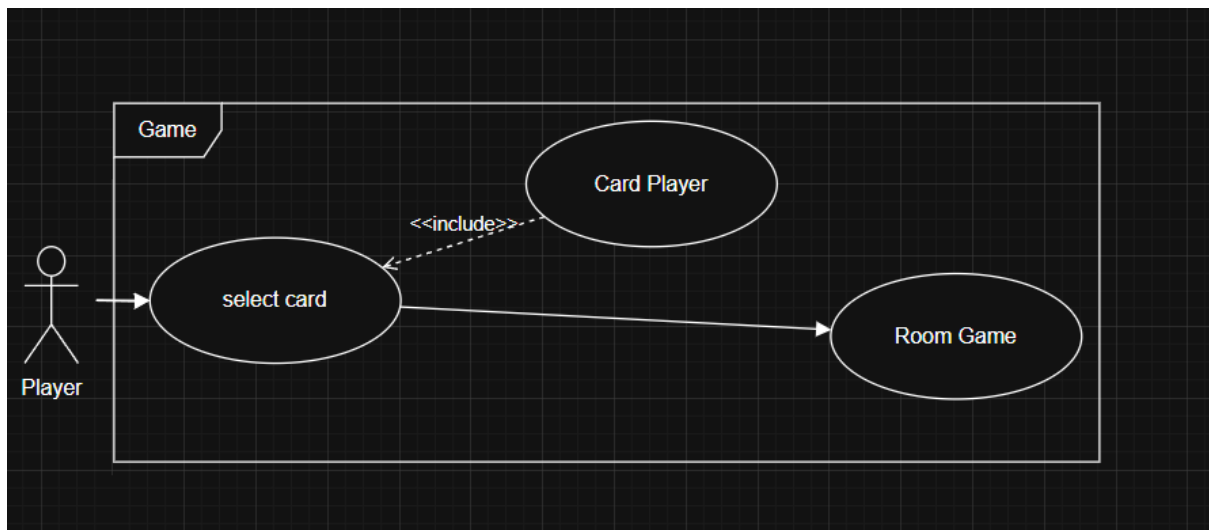 Game
Card Player
<<include>>
select card
Room Game
Player